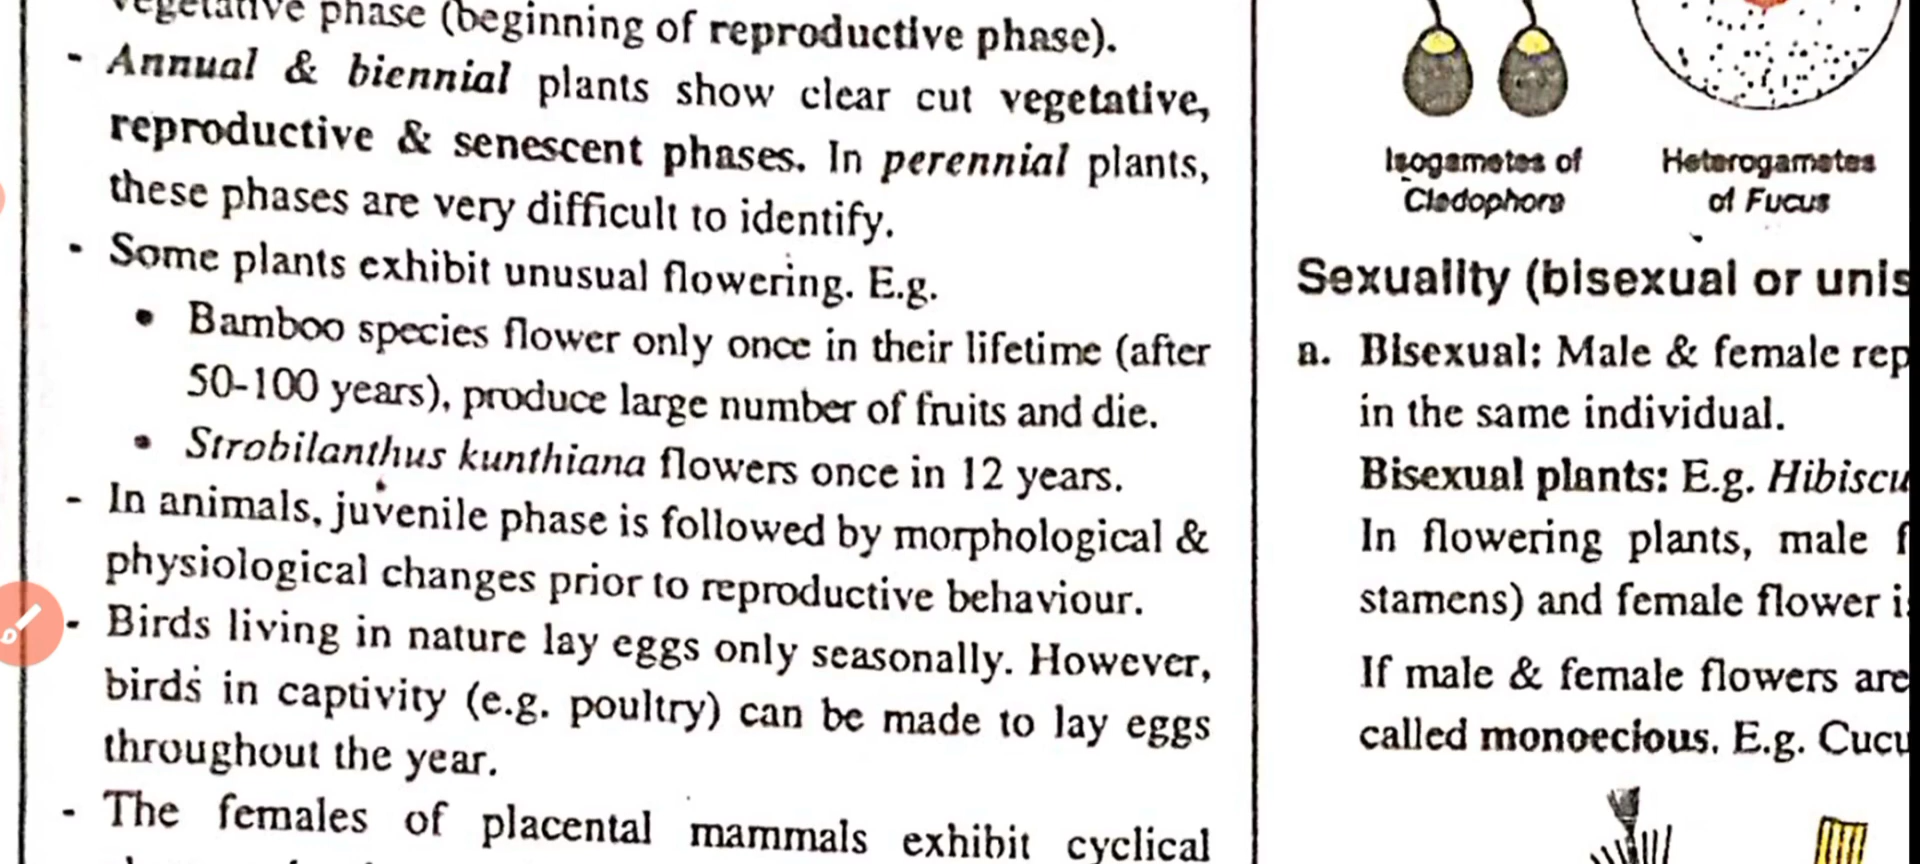 vegetative phase (beginning of reproductive phase).
- Annual & biennial plants show clear cut vegetative,
reproductive & senescent phases. In perennial plants,
these phases are very difficult to identify.
- Some plants exhibit unusual flowering. E.g.
• Bamboo species flower only once in their lifetime (after
50-100 years), produce large number of fruits and die.
• Strobilanthus kunthiana flowers once in 12 years.
- In animals, juvenile phase is followed by morphological &
physiological changes prior to reproductive behaviour.
- Birds living in nature lay eggs only seasonally. However,
birds in captivity (e.g. poultry) can be made to lay eggs
throughout the year.
- The females of placental mammals exhibit cyclical
Isogametes of
Cladophora
Heterogametes
of Fucus
Sexuality (bisexual or unis
a. Bisexual: Male & female rep
in the same individual.
Bisexual plants: E.g. Hibiscu
In flowering plants, male f
stamens) and female flower is
If male & female flowers are
called monoecious. E.g. Cucu